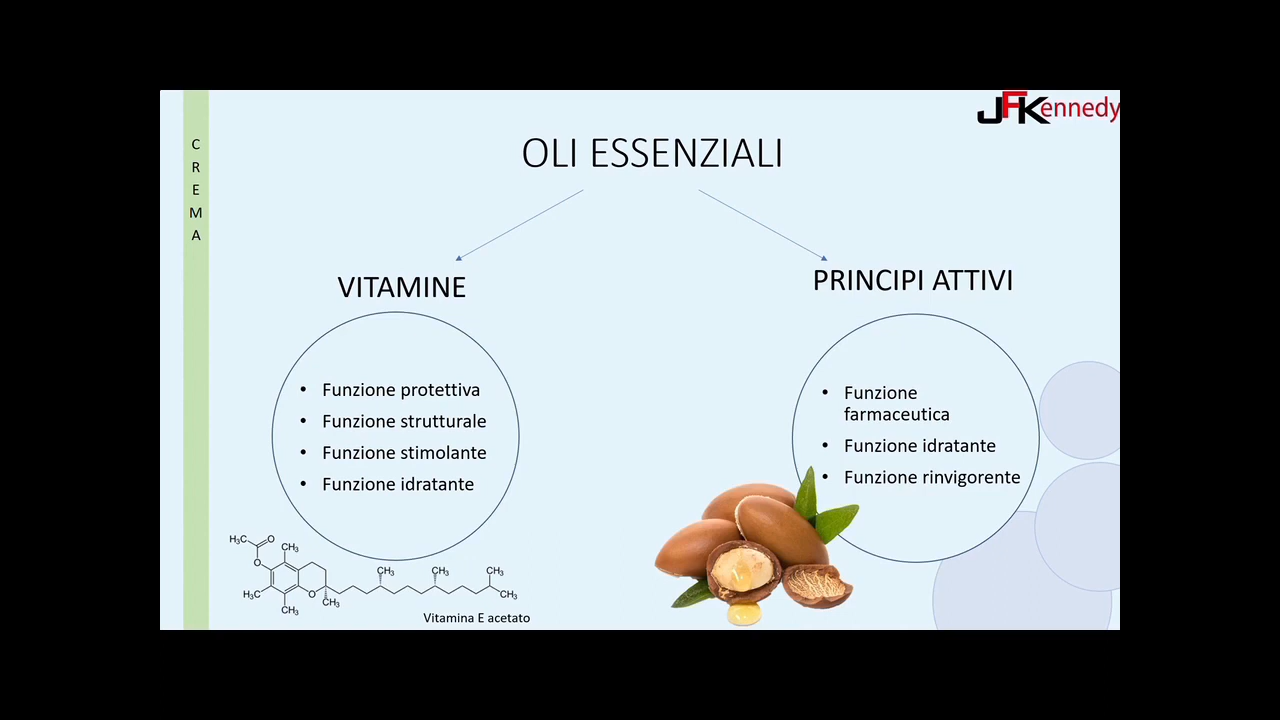 JFKennedy
C
R
E
M
A
OLI ESSENZIALI
VITAMINE
• Funzione protettiva
• Funzione strutturale
• Funzione stimolante
• Funzione idratante
PRINCIPI ATTIVI
• Funzione
farmaceutica
• Funzione idratante
• Funzione rinvigorente
H₃C
O
CH₃
O
H₃C
CH₃
O
CH₃
CH₃
CH₃
CH₃
CH₃
Vitamina E acetato